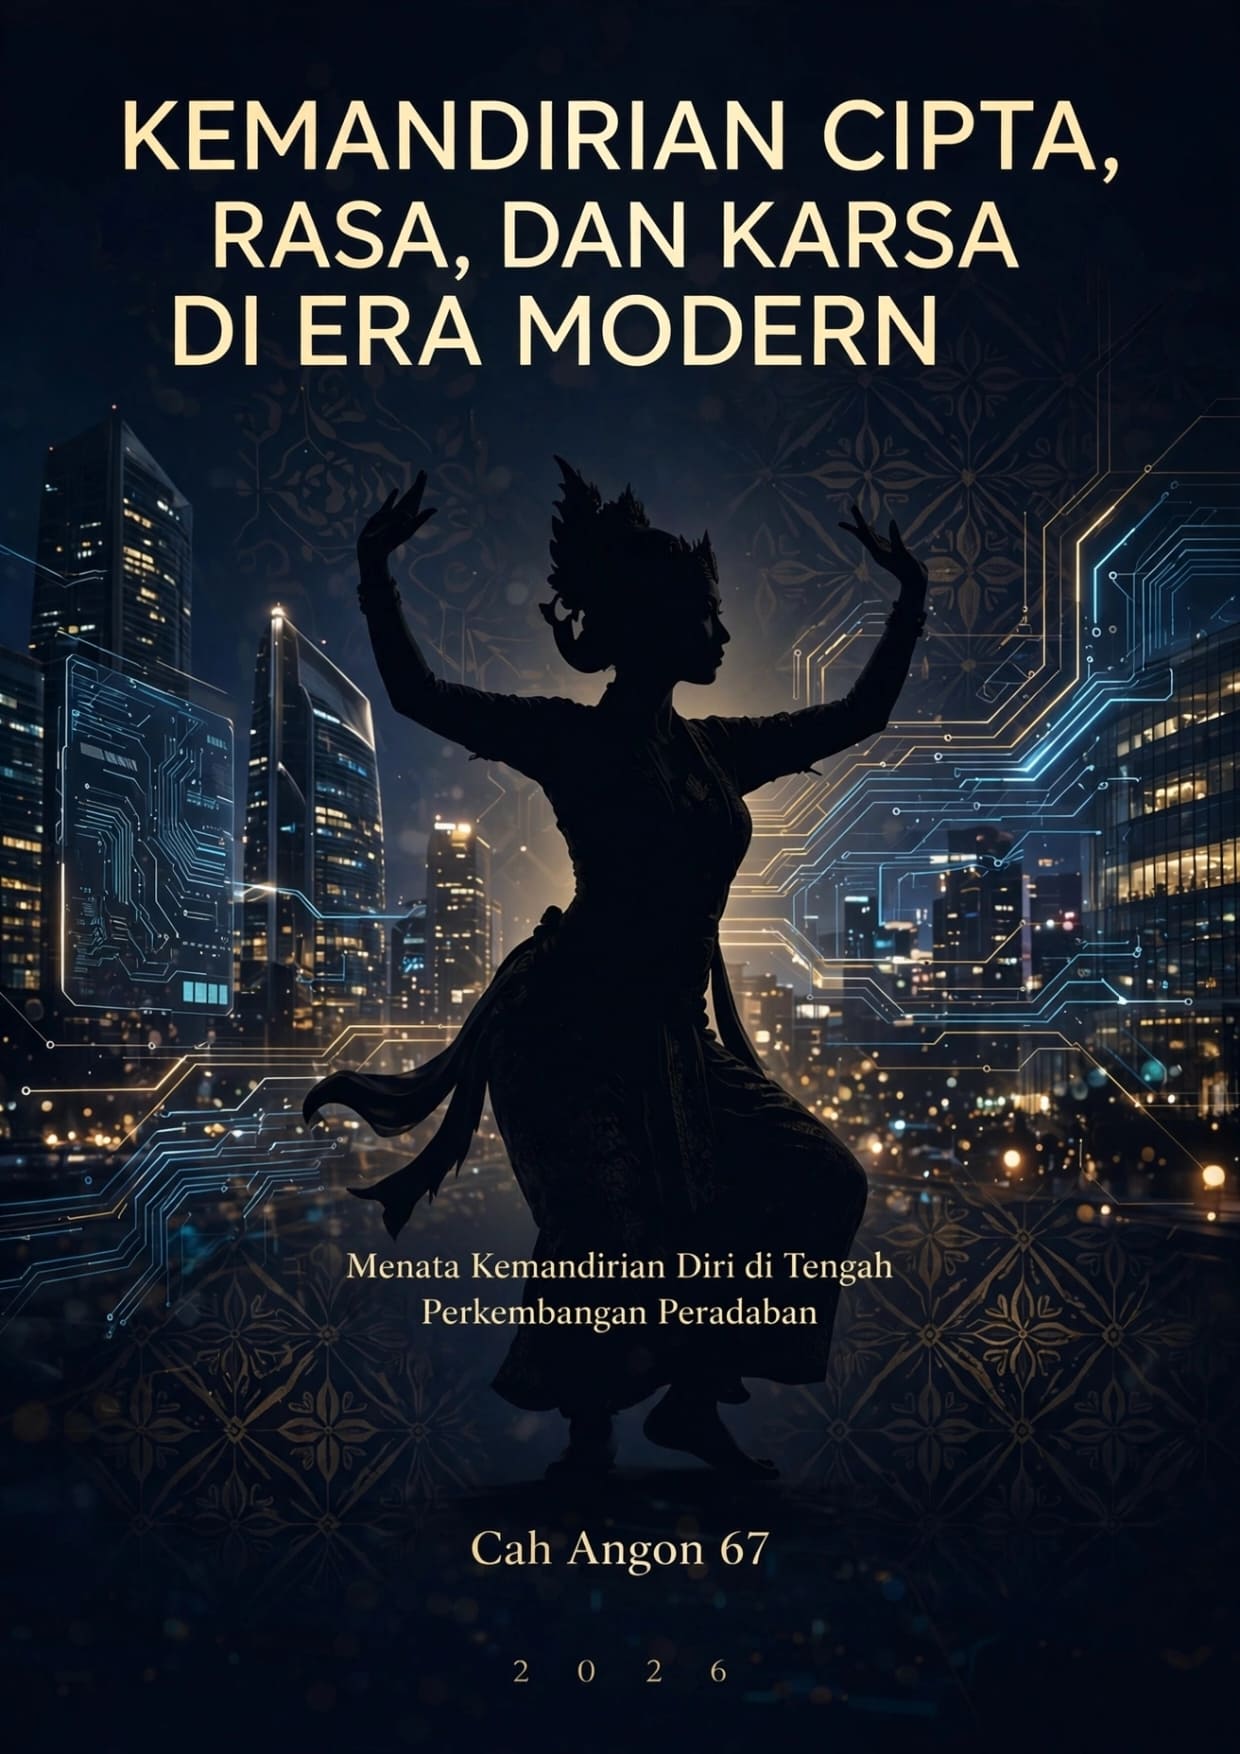 KEMANDIRIAN CIPTA,
RASA, DAN KARSA
DI ERA MODERN
Menata Kemandirian Diri di Tengah
Perkembangan Peradaban
Cah Angon 67
2 0 2 6